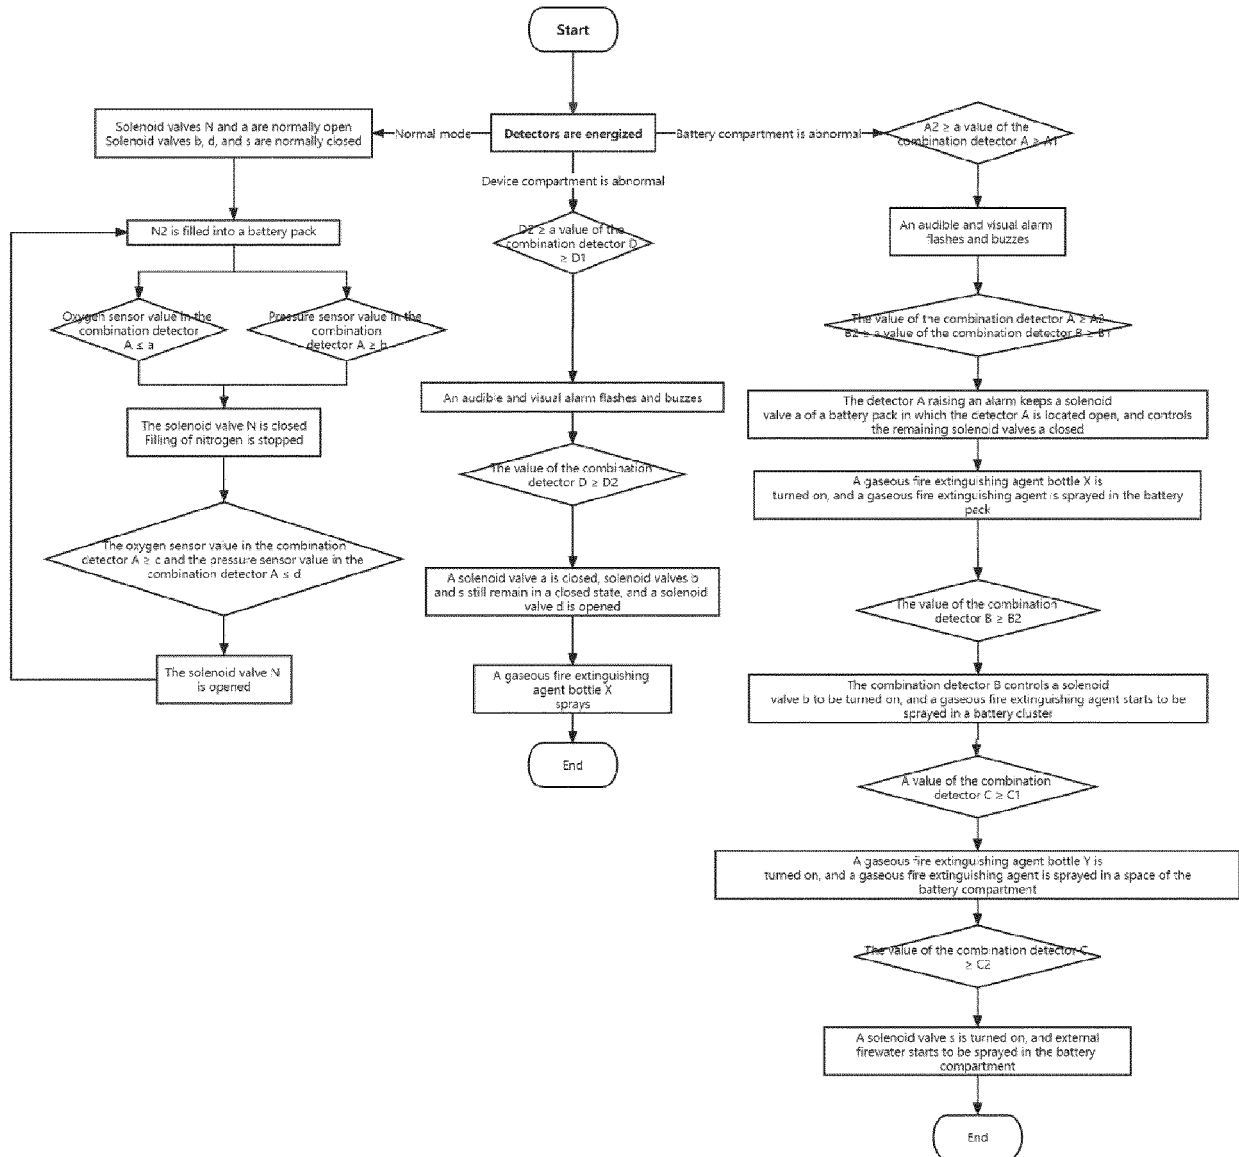 Start
Solenoid valves N and a are normally open
Solenoid valves b, d, and s are normally closed
Normal mode
Detectors are energized
Battery compartment is abnormal
A2 ≥ a value of the
combination detector A ≥ A1
Device compartment is abnormal
N2 is filled into a battery pack
D2 ≥ a value of the
combination detector D
≥ D1
An audible and visual alarm
flashes and buzzes
Oxygen sensor value in the
combination detector
A ≤ a
Pressure sensor value in the
combination
detector A ≥ b
The value of the combination detector A ≥ A2
B2 ≥ a value of the combination detector B ≥ B1
An audible and visual alarm flashes and buzzes
The detector A raising an alarm keeps a solenoid
valve a of a battery pack in which the detector A is located open, and controls
the remaining solenoid valves a closed
The solenoid valve N is closed
Filling of nitrogen is stopped
The value of the combination
detector D ≥ D2
A gaseous fire extinguishing agent bottle X is
turned on, and a gaseous fire extinguishing agent is sprayed in the battery
pack
The oxygen sensor value in the combination
detector A ≥ c and the pressure sensor value in the
combination detector A ≤ d
A solenoid valve a is closed, solenoid valves b
and s still remain in a closed state, and a solenoid
valve d is opened
The value of the combination
detector B ≥ B2
The solenoid valve N
is opened
A gaseous fire extinguishing
agent bottle X
sprays
The combination detector B controls a solenoid
valve b to be turned on, and a gaseous fire extinguishing agent starts to be
sprayed in a battery cluster
End
A value of the combination
detector C ≥ C1
A gaseous fire extinguishing agent bottle Y is
turned on, and a gaseous fire extinguishing agent is sprayed in a space of the
battery compartment
The value of the combination detector C
≥ C2
A solenoid valve s is turned on, and external
firewater starts to be sprayed in the battery
compartment
End